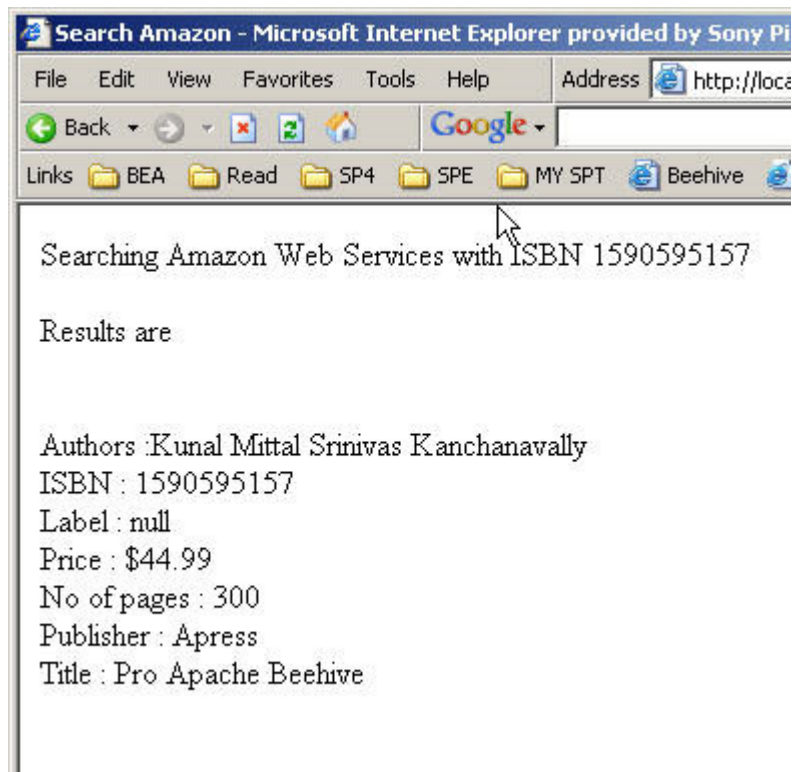 Search Amazon - Microsoft Internet Explorer provided by Sony Pi
File Edit View Favorites Tools Help Address http://loca
Back Google
Links BEA Read SP4 SPE MY SPT Beehive
Searching Amazon Web Services with ISBN 1590595157
Results are
Authors :Kunal Mittal Srinivas Kanchanavally
ISBN : 1590595157
Label : null
Price : $44.99
No of pages : 300
Publisher : Apress
Title : Pro Apache Beehive